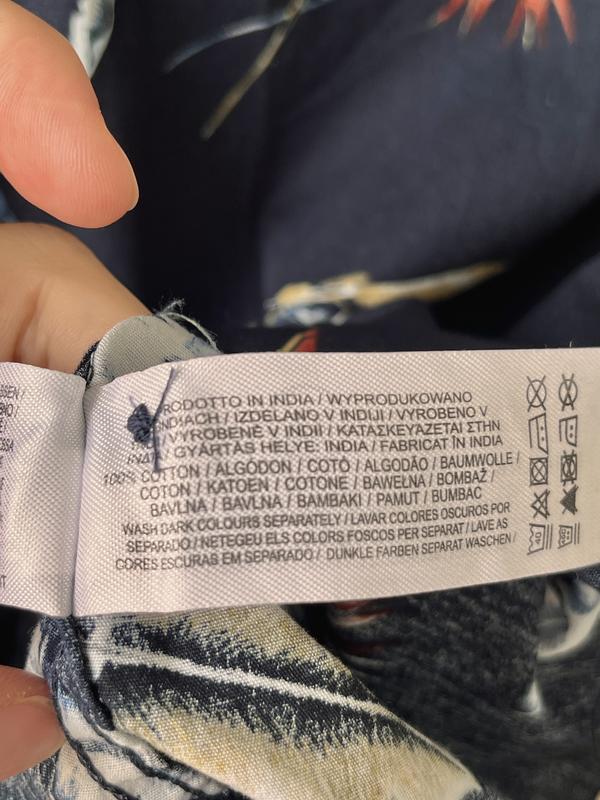 RODOTTO IN INDIA / WYPRODUKOWANO
INDIACH / IZDELANO V INDIJI / VYROBENO V
/ VYROBENÉ V INDII / ΚΑΤΑΣΚΕΥΑΖΕΤΑΙ ΣΤΗΝ
/ GYÁRTÁS HELYE: INDIA / FABRICAT ÎN INDIA
100% COTTON / ALGODÓN / COTÓ / ALGODÃO / BAUMWOLLE /
COTON / KATOEN / COTONE / BAWEŁNA / BOMBAŽ /
BAVLNA / BAVLNA / BAMBAKI / PAMUT / BUMBAC
WASH DARK COLOURS SEPARATELY / LAVAR COLORES OSCUROS POR
SEPARADO / NETEGEU ELS COLORS FOSCOS PER SEPARAT / LAVE AS
CORES ESCURAS EM SEPARADO / DUNKLE FARBEN SEPARAT WASCHEN /